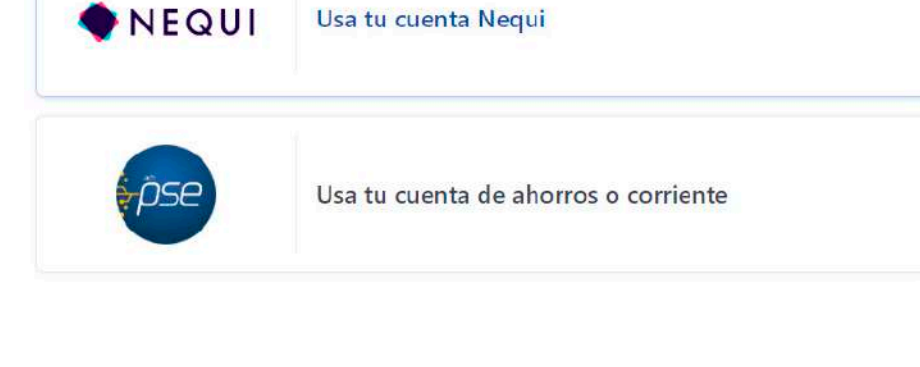 NEQUI
Usa tu cuenta Nequi
pse
Usa tu cuenta de ahorros o corriente